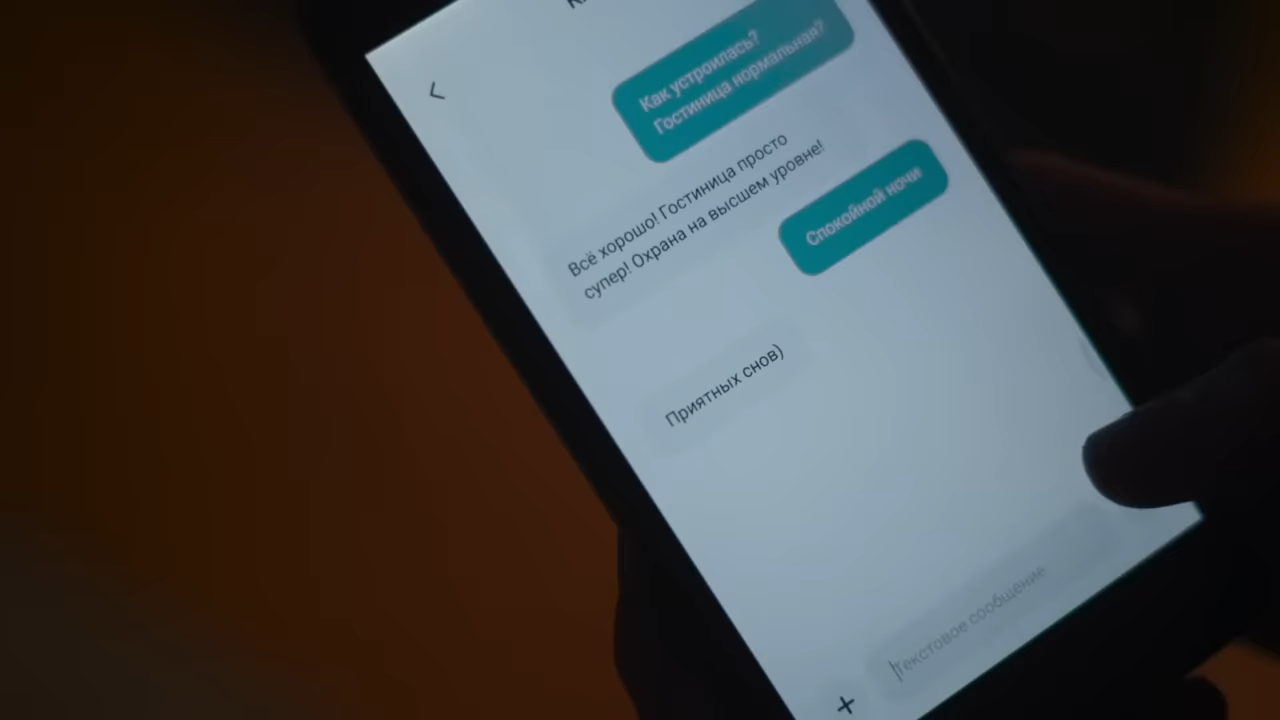 Как устроилась?
Гостиница нормальная?
Всё хорошо! Гостиница просто
супер! Охрана на высшем уровне!
Спокойной ночи
Приятных снов)
Текстовое сообщение